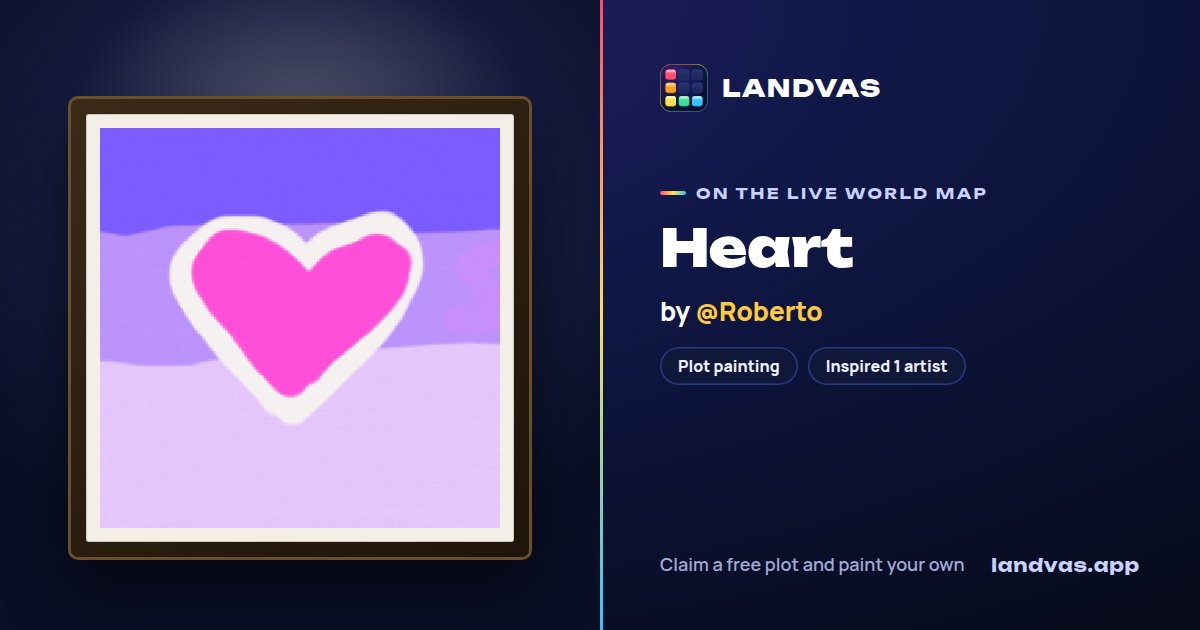 LANDVAS
ON THE LIVE WORLD MAP
Heart
by @Roberto
Plot painting
Inspired 1 artist
Claim a free plot and paint your own
landvas.app